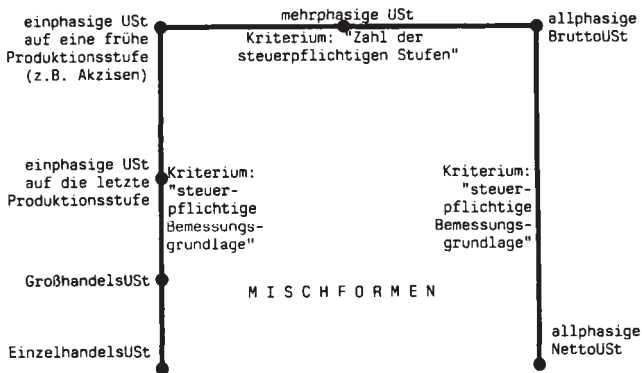 einphasige USt
auf eine frühe
Produktionsstufe
(z.B. Akzisen)
mehrphasige USt
Kriterium: "Zahl der
steuerpflichtigen Stufen"
allphasige
BruttoUSt
einphasige USt
auf die letzte
Produktionsstufe
Kriterium:
"steuer-
pflichtige
Bemessungs-
grundlage"
Kriterium:
"steuer-
pflichtige
Bemessungs-
grundlage"
GroßhandelsUSt
MISCHFORMEN
EinzelhandelsUSt
allphasige
NettoUSt